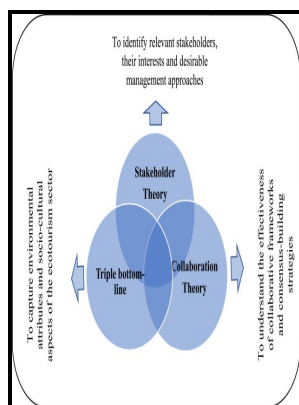 To identify relevant stakeholders,
their interests and desirable
management approaches
Stakeholder
Theory
Triple bottom-
line
Collaboration
Theory
To capture environmental
attributes and socio-cultural
aspects of the ecotourism sector
To understand the effectiveness
of collaborative frameworks
and consensus-building
strategies